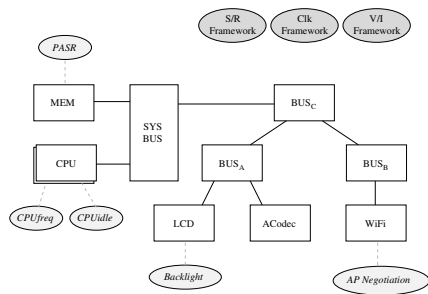 S/R
Framework
Clk
Framework
V/I
Framework
PASR
MEM
SYS
BUS
BUSC
CPU
BUSA
BUSB
CPUfreq
CPUidle
LCD
ACodec
WiFi
Backlight
AP Negotiation